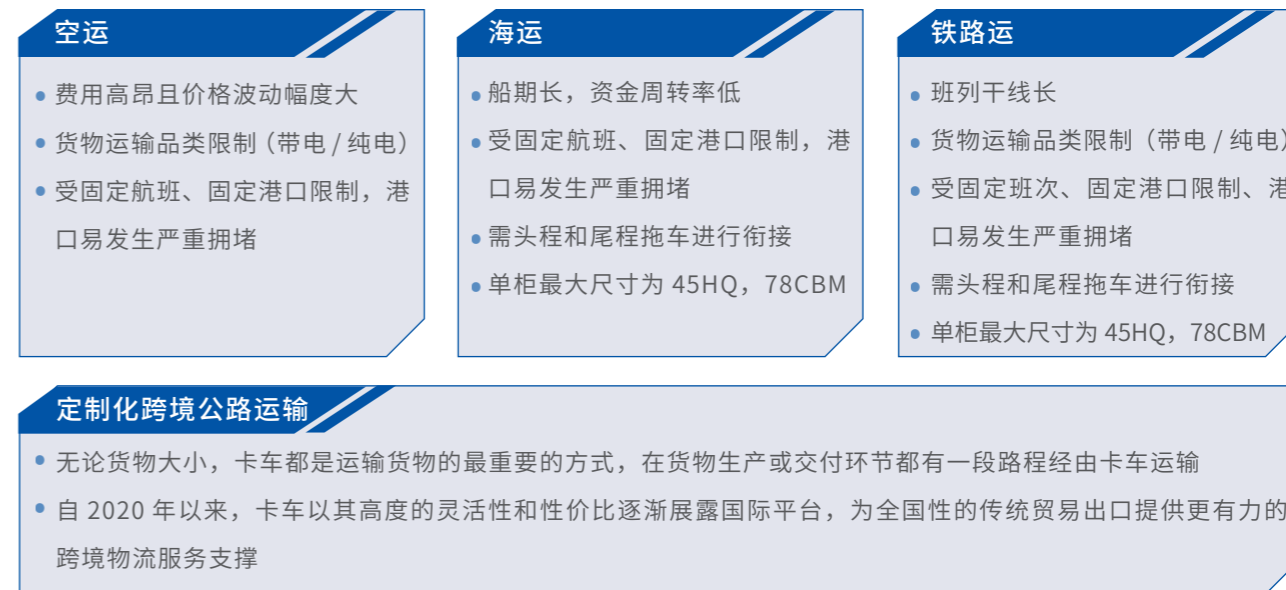 空运
费用高昂且价格波动幅度大
货物运输品类限制（带电 / 纯电）
受固定航班、固定港口限制，港
口易发生严重拥堵
海运
船期长，资金周转率低
受固定航班、固定港口限制，港
口易发生严重拥堵
需头程和尾程拖车进行衔接
单柜最大尺寸为 45HQ，78CBM
铁路运
班列干线长
货物运输品类限制（带电 / 纯电）
受固定班次、固定港口限制、港
口易发生严重拥堵
需头程和尾程拖车进行衔接
单柜最大尺寸为 45HQ，78CBM
定制化跨境公路运输
无论货物大小，卡车都是运输货物的最重要的方式，在货物生产或交付环节都有一段路程经由卡车运输
自 2020 年以来，卡车以其高度的灵活性和性价比逐渐展露国际平台，为全国性的传统贸易出口提供更有力的
跨境物流服务支撑